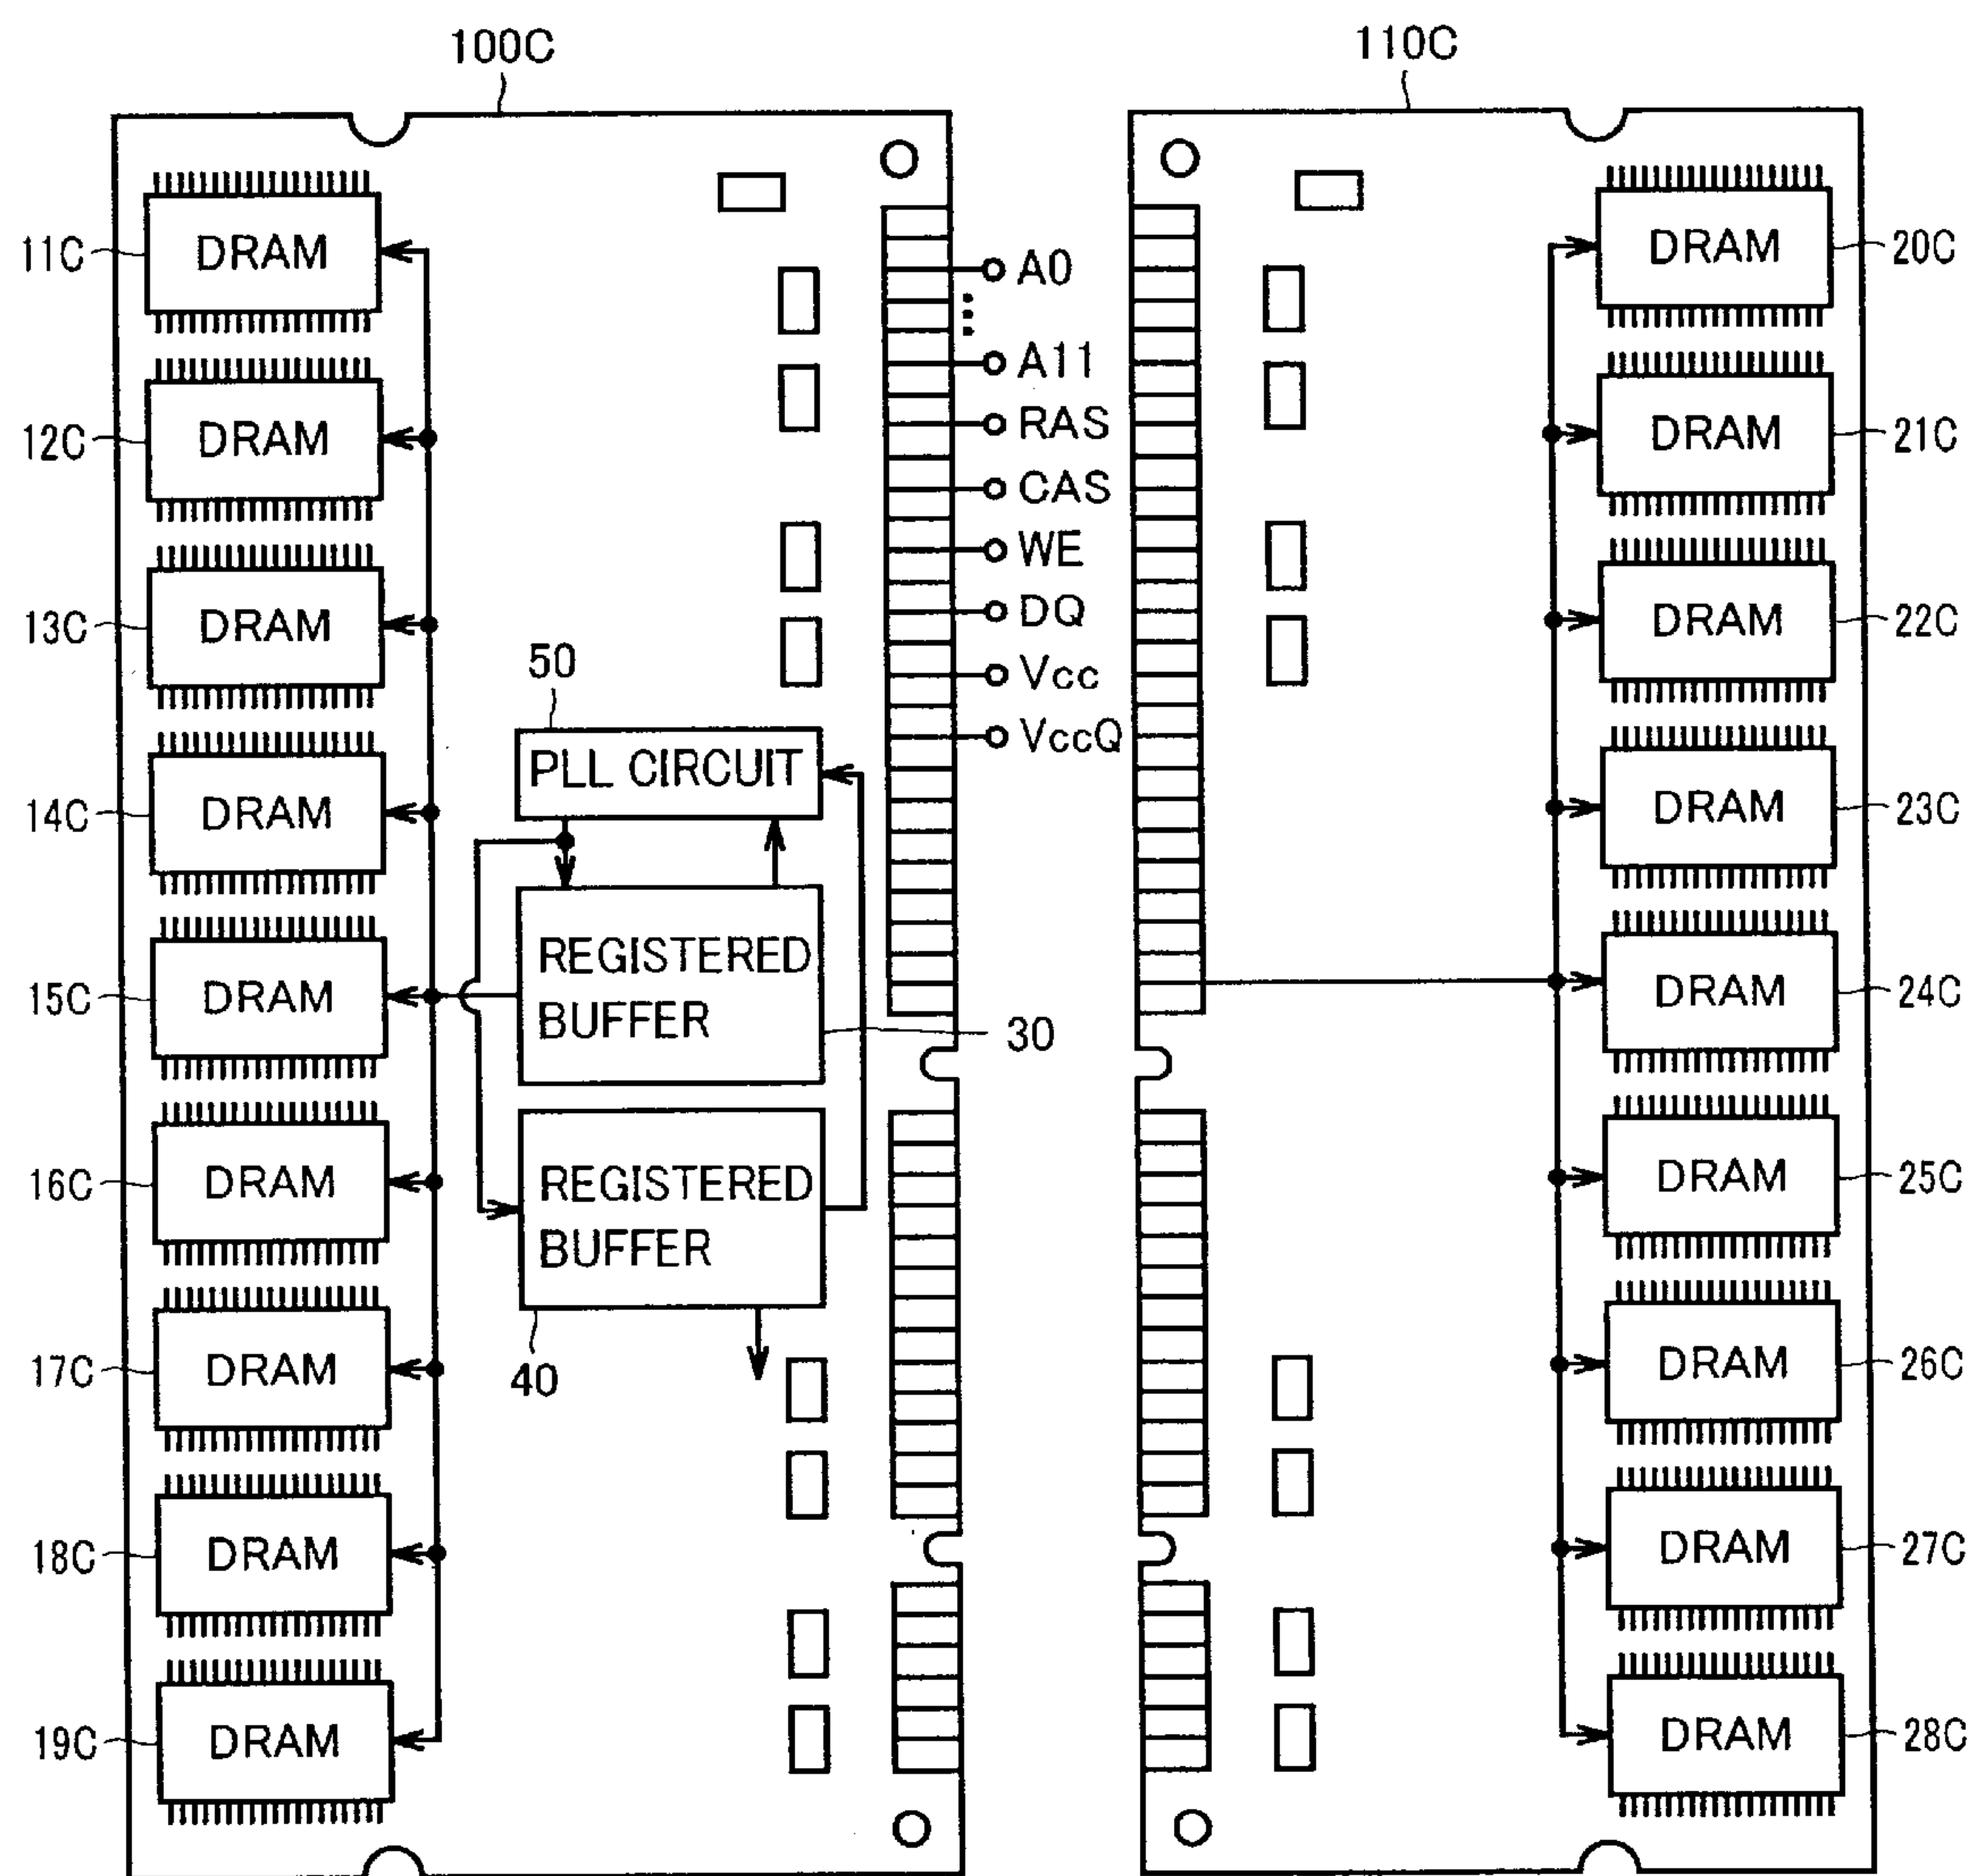 100C
110C
11C
DRAM
12C
DRAM
13C
DRAM
14C
DRAM
15C
DRAM
16C
DRAM
17C
DRAM
18C
DRAM
19C
DRAM
50
PLL CIRCUIT
REGISTERED
BUFFER
30
REGISTERED
BUFFER
40
A0
A11
RAS
CAS
WE
DQ
Vcc
VccQ
DRAM
20C
DRAM
21C
DRAM
22C
DRAM
23C
DRAM
24C
DRAM
25C
DRAM
26C
DRAM
27C
DRAM
28C